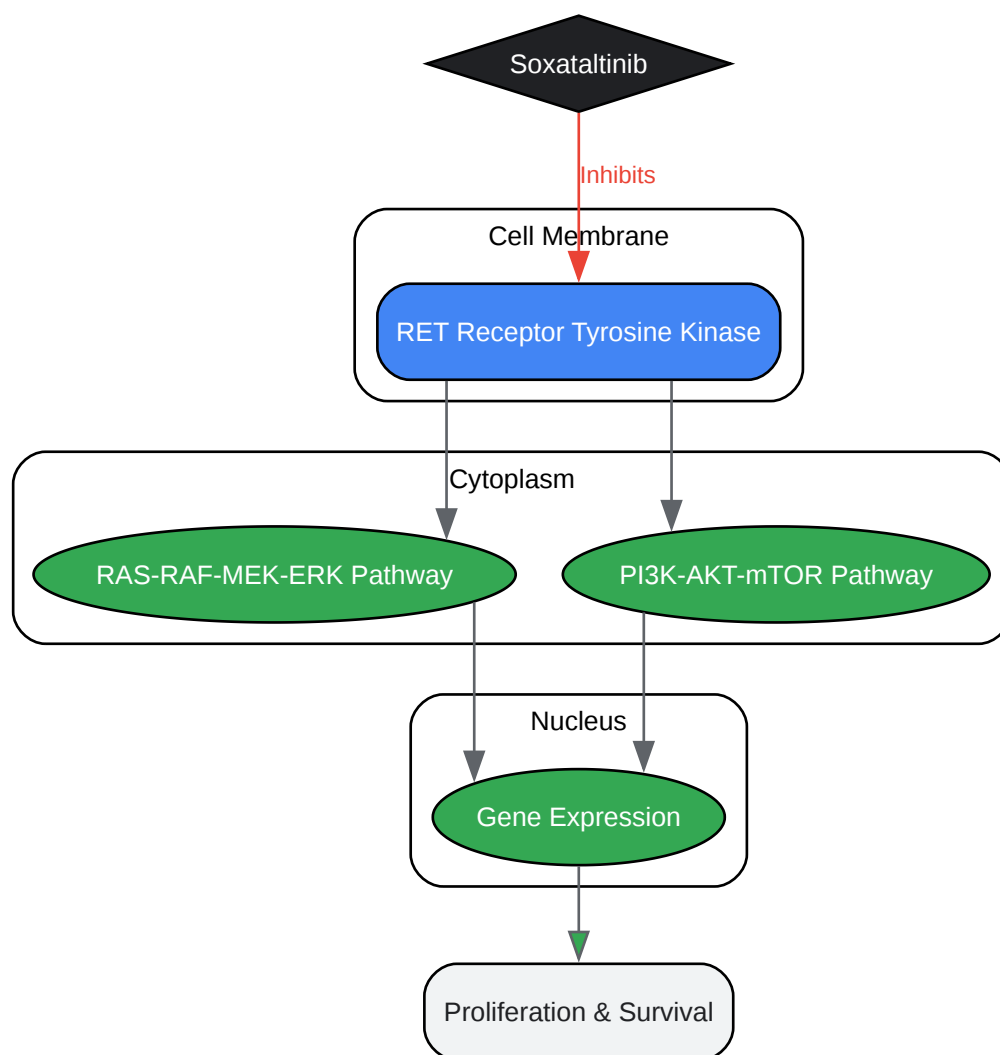 Soxataltinib
Inhibits
Cell Membrane
RET Receptor Tyrosine Kinase
Cytoplasm
RAS-RAF-MEK-ERK Pathway
PI3K-AKT-mTOR Pathway
Nucleus
Gene Expression
Proliferation & Survival